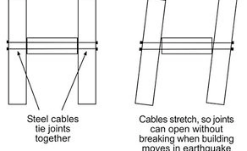 Steel cables
tie joints
together
Cables stretch, so joints
can open without
breaking when building
moves in earthquake